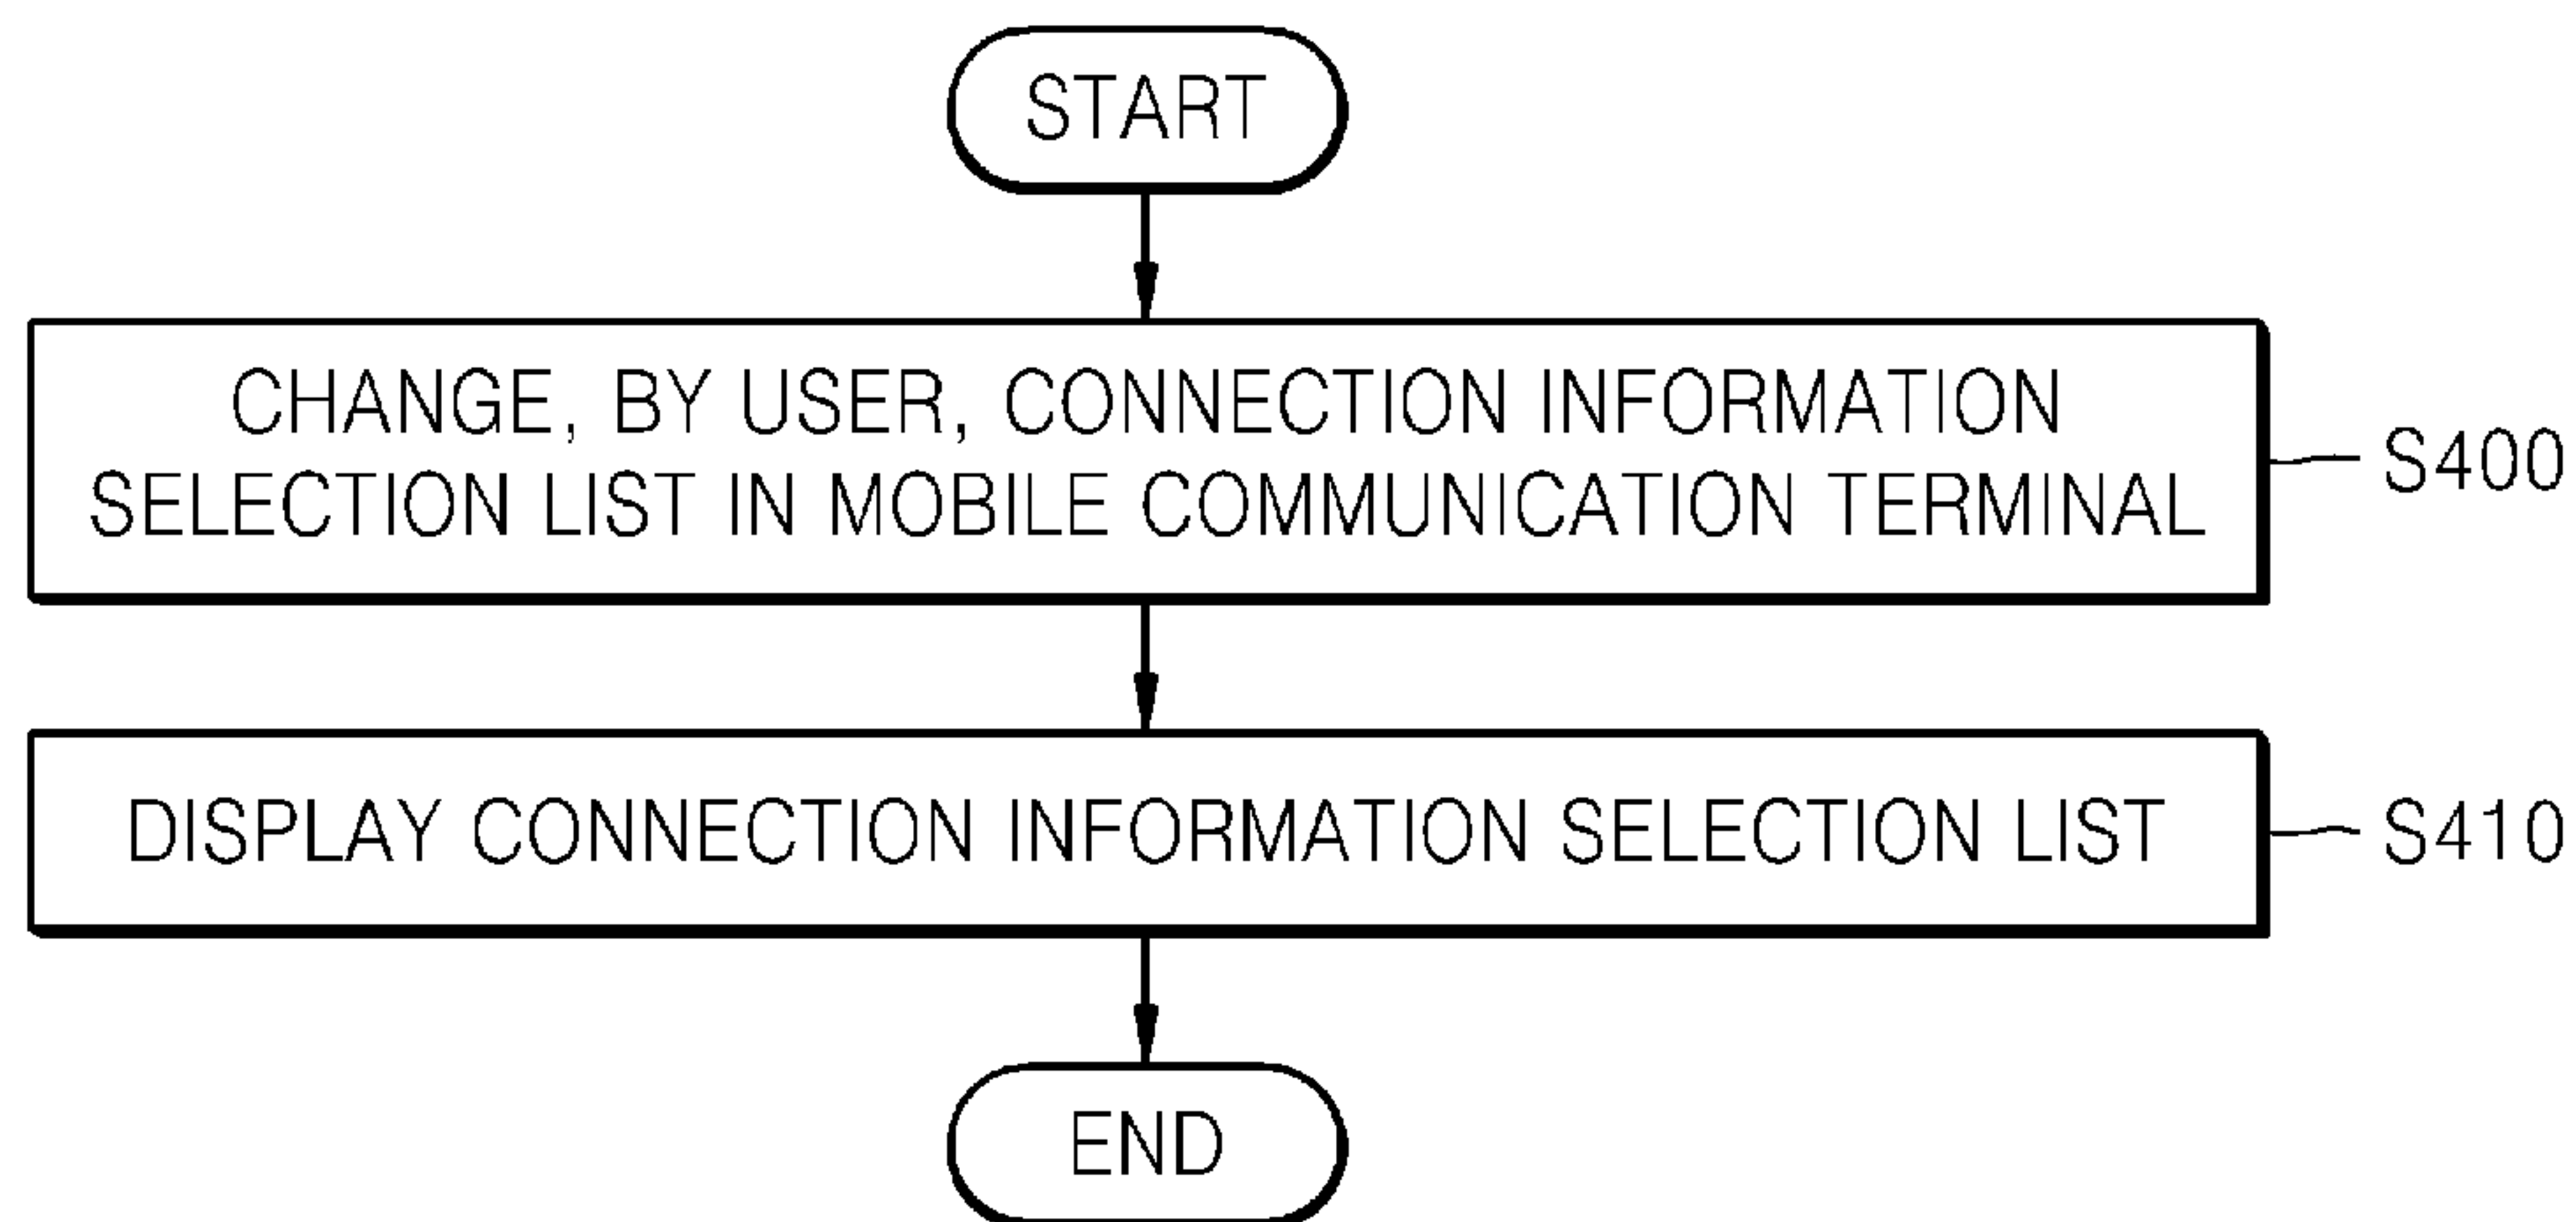 START
CHANGE, BY USER, CONNECTION INFORMATION
SELECTION LIST IN MOBILE COMMUNICATION TERMINAL
S400
DISPLAY CONNECTION INFORMATION SELECTION LIST
S410
END